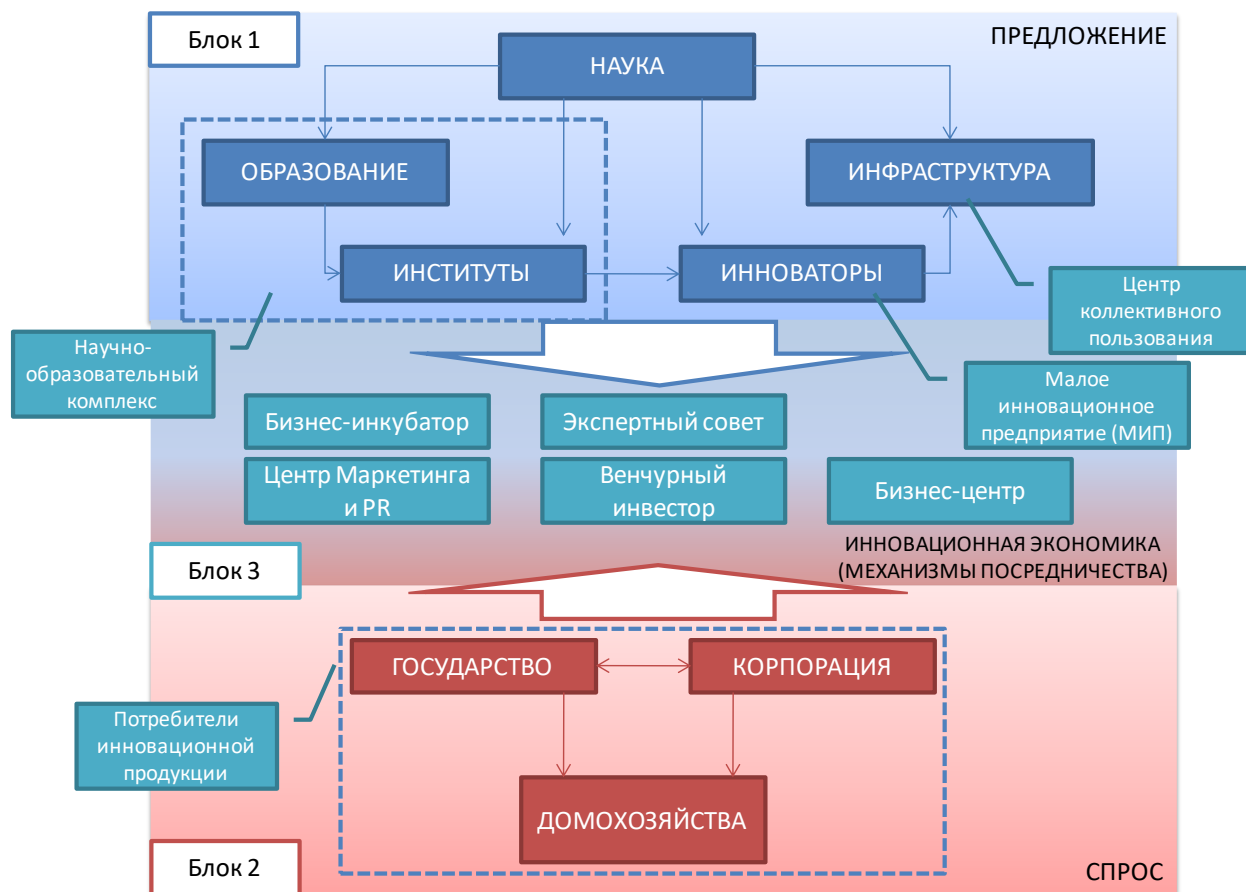 Блок 1
ПРЕДЛОЖЕНИЕ
НАУКА
ОБРАЗОВАНИЕ
ИНФРАСТРУКТУРА
ИНСТИТУТЫ
ИННОВАТОРЫ
Центр
коллективного
пользования
Научно-
образовательный
комплекс
Малое
инновационное
предприятие (МИП)
Бизнес-инкубатор
Экспертный совет
Центр Маркетинга
и PR
Венчурный
инвестор
Бизнес-центр
ИННОВАЦИОННАЯ ЭКОНОМИКА
(МЕХАНИЗМЫ ПОСРЕДНИЧЕСТВА)
Блок 3
ГОСУДАРСТВО
КОРПОРАЦИЯ
Потребители
инновационной
продукции
ДОМОХОЗЯЙСТВА
Блок 2
СПРОС